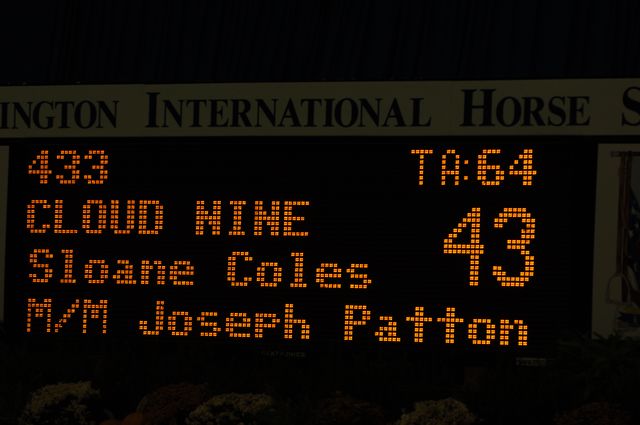 INGTON INTERNATIONAL HORSE S
433 TA:64
CLOUD NINE 43
Sloane Coles
M/M Joseph Patton